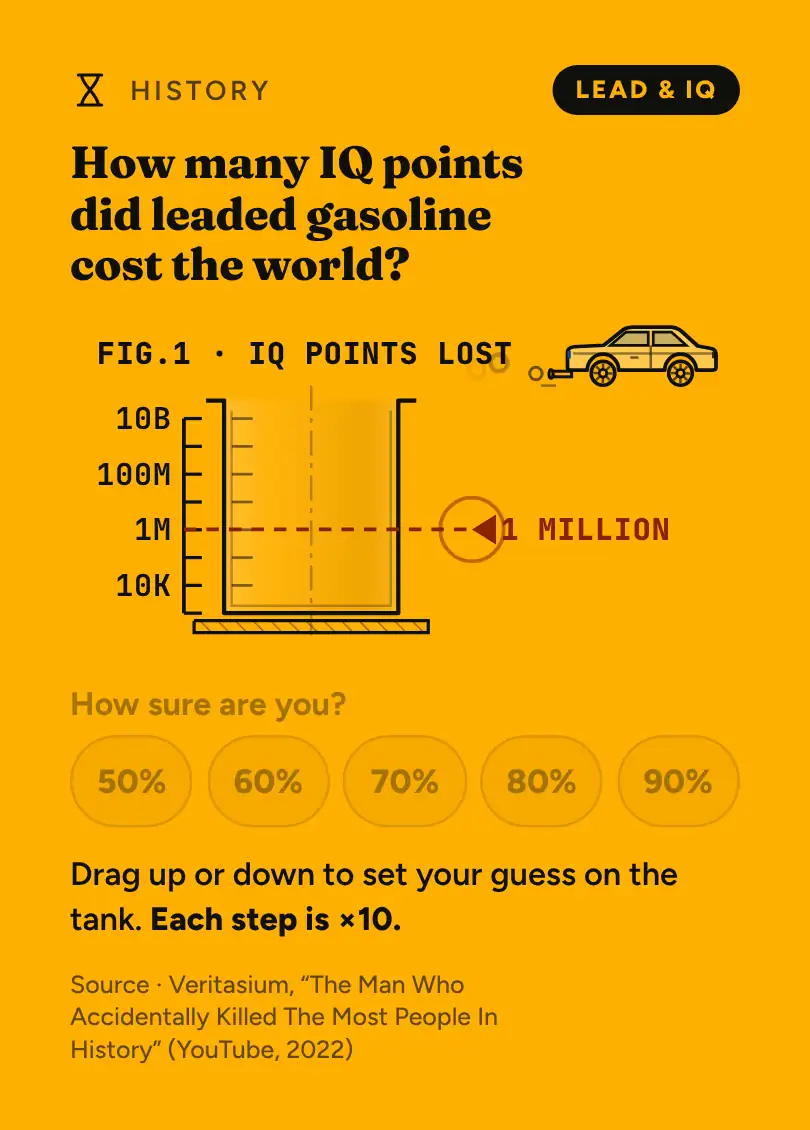 HISTORY
LEAD & IQ
How many IQ points
did leaded gasoline
cost the world?
FIG.1 · IQ POINTS LOST
10B
100M
1M
10K
1 MILLION
How sure are you?
50% 60% 70% 80% 90%
Drag up or down to set your guess on the
tank. Each step is ×10.
Source · Veritasium, “The Man Who
Accidentally Killed The Most People In
History” (YouTube, 2022)